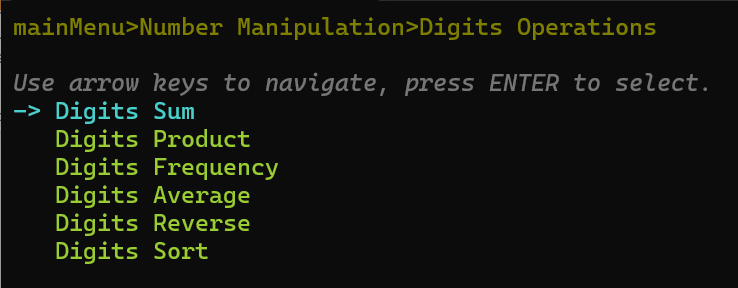 mainMenu>Number Manipulation>Digits Operations
Use arrow keys to navigate, press ENTER to select.
-> Digits Sum
Digits Product
Digits Frequency
Digits Average
Digits Reverse
Digits Sort